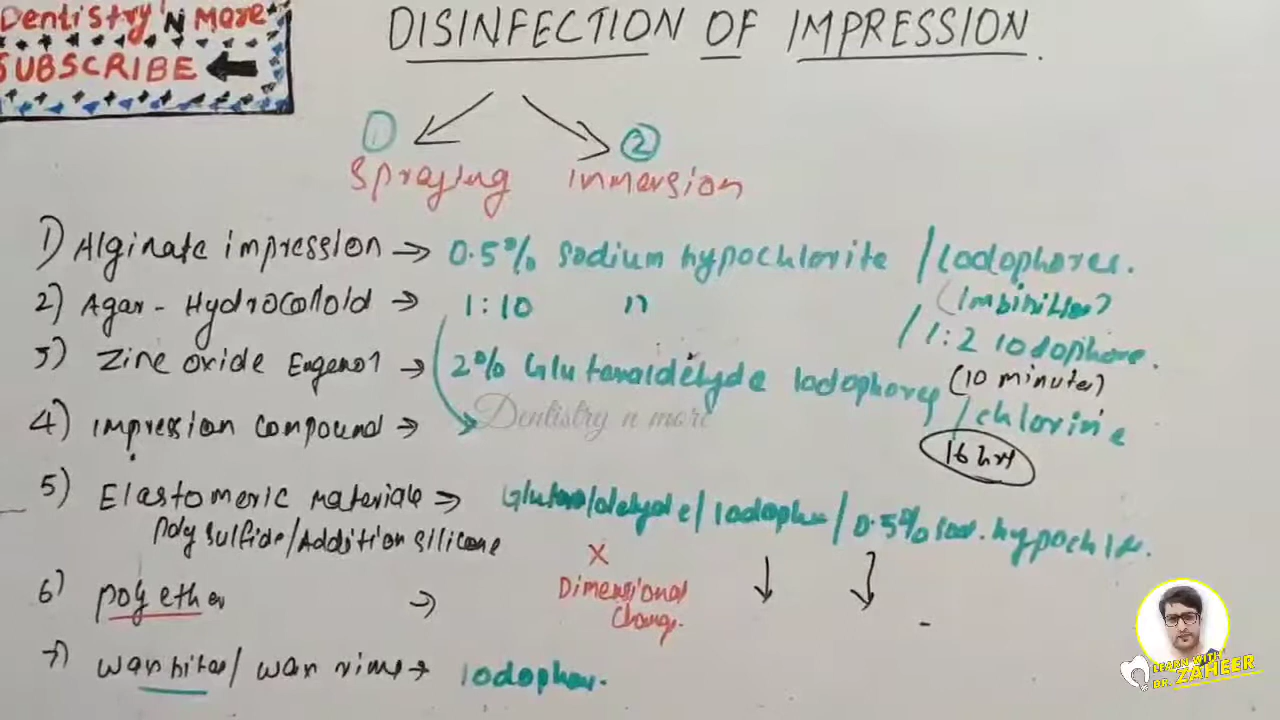 Dentistry 'N More
SUBSCRIBE
DISINFECTION OF IMPRESSION.
1 2
Spraying Immersion
1) Alginate impression → 0.5% Sodium hypochlorite / Iodophores.
(Imbibition)
2) Agar - Hydrocolloid → 1:10 " / 1:2 iodophore.
(10 minutes)
3) Zinc oxide Eugenol → 2% Glutaraldehyde Iodophores / chlorine
4) impression compound →
Dentistry n more
16 hrs
5) Elastomeric materials → Glutaraldehyde / Iodophor / 0.5% sod. hypochlo.
Polysulfide/Addition silicone
6) polyether → X ↓ ↓
Dimensional
Change.
7) wax bites / wax rims → Iodophor.
LEARN WITH
DR. ZAHEER